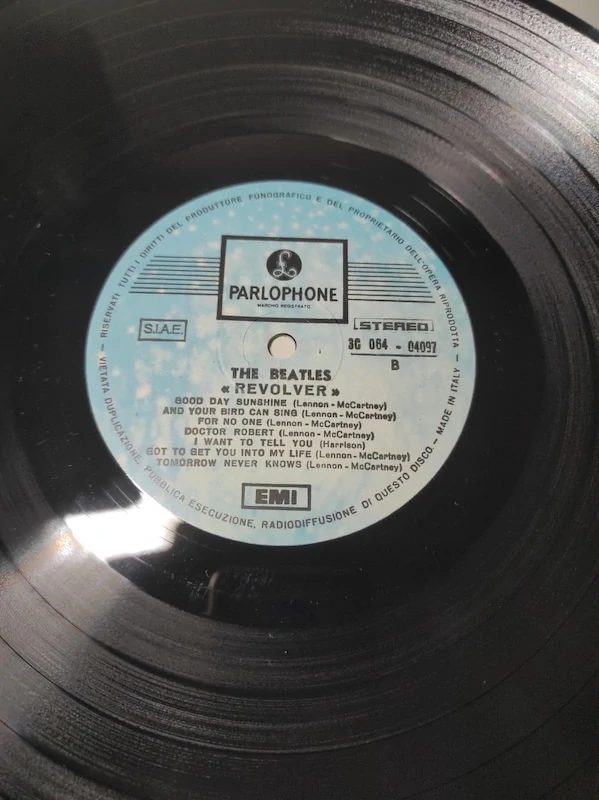 — RISERVATI TUTTI I DIRITTI DEL PRODUTTORE FONOGRAFICO E DEL PROPRIETARIO DELL'OPERA RIPRODOTTA —
£
PARLOPHONE
MARCHIO REGISTRATO
S.I.A.E.
STEREO
3C 064 - 04097
B
THE BEATLES
« REVOLVER »
GOOD DAY SUNSHINE (Lennon - McCartney)
AND YOUR BIRD CAN SING (Lennon - McCartney)
FOR NO ONE (Lennon - McCartney)
DOCTOR ROBERT (Lennon - McCartney)
I WANT TO TELL YOU (Harrison)
GOT TO GET YOU INTO MY LIFE (Lennon - McCartney)
TOMORROW NEVER KNOWS (Lennon - McCartney)
EMI
VIETATA DUPLICAZIONE, PUBBLICA ESECUZIONE, RADIODIFFUSIONE DI QUESTO DISCO - MADE IN ITALY —